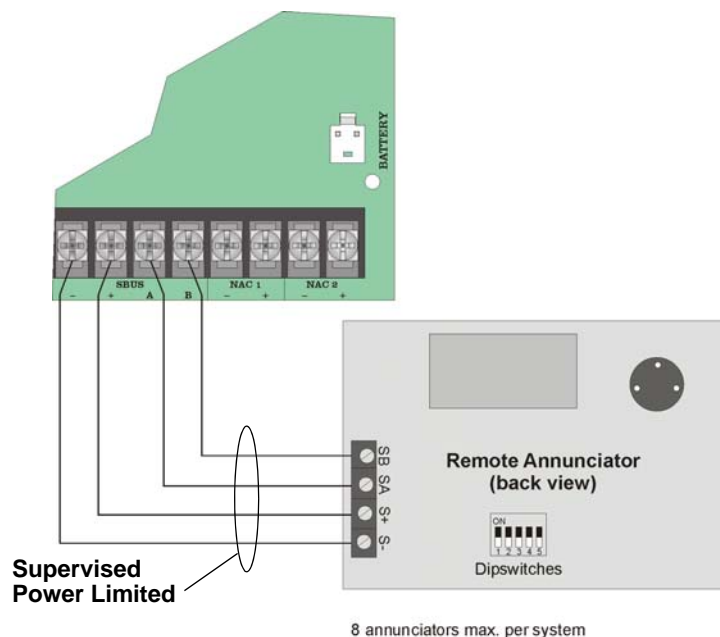 BATTERY
SBUS
NAC 1
NAC 2
- + A B - + - +
SB
SA
S+
S-
Remote Annunciator
(back view)
ON
1 2 3 4 5
Dipswitches
Supervised
Power Limited
8 annunciators max. per system